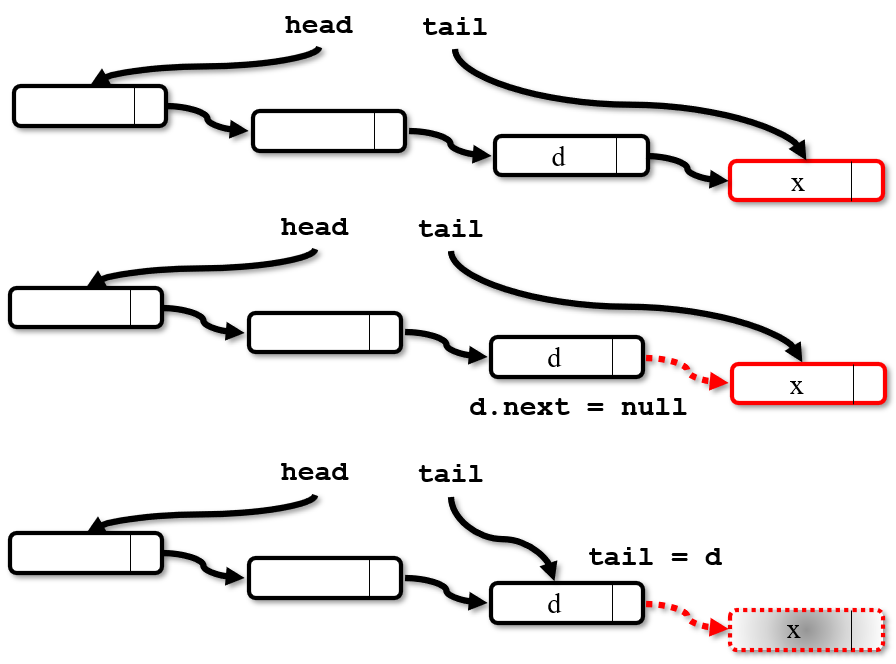 head tail
d
x
head tail
d
x
d.next = null
head tail
tail = d
d
x